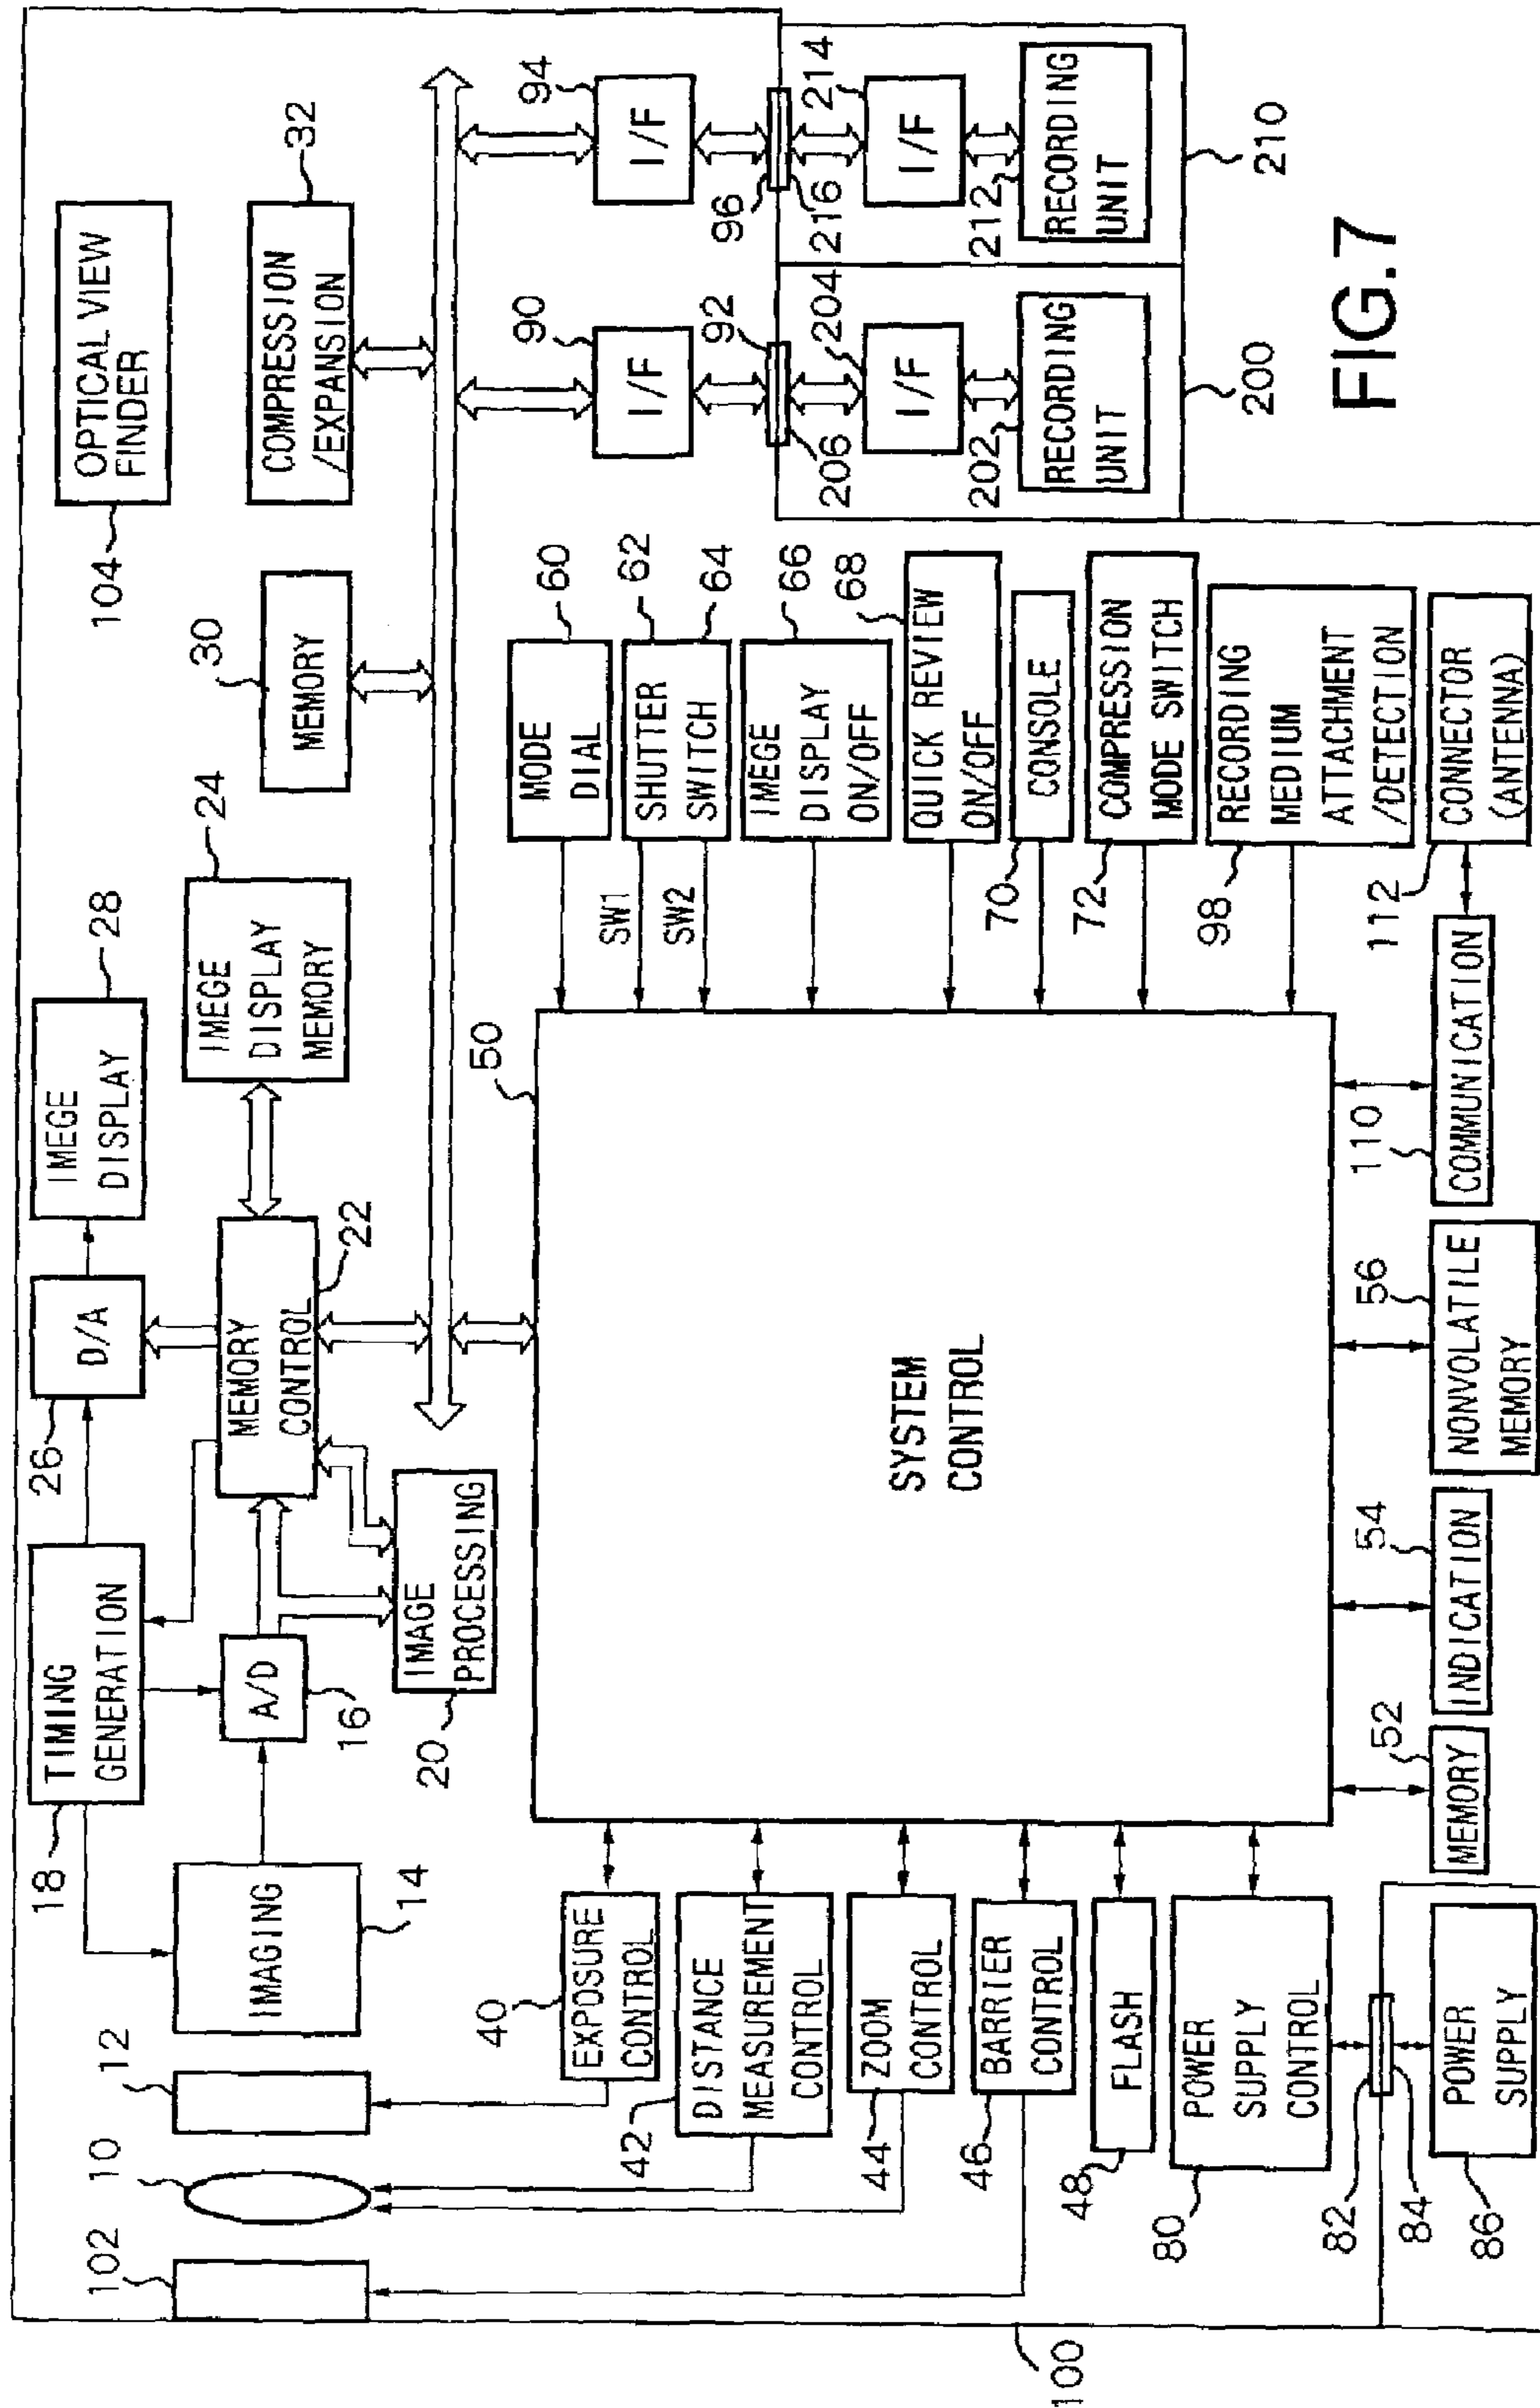 104
OPTICAL VIEW
FINDER
32
COMPRESSION
/EXPANSION
30
MEMORY
24
IMEGE
DISPLAY
MEMORY
28
IMEGE
DISPLAY
26
D/A
22
MEMORY
CONTROL
18
TIMING
GENERATION
16
A/D
20
IMAGE
PROCESSING
14
IMAGING
12
10
102
94
I/F
90
I/F
96
216
214
I/F
212
RECORDING
UNIT
210
92
206
204
I/F
202
RECORDING
UNIT
200
50
SYSTEM
CONTROL
60
MODE
DIAL
62
64
SHUTTER
SWITCH
SW1
SW2
66
IMEGE
DISPLAY
ON/OFF
68
QUICK REVIEW
ON/OFF
70
CONSOLE
72
COMPRESSION
MODE SWITCH
98
RECORDING
MEDIUM
ATTACHMENT
/DETECTION
112
CONNECTOR
(ANTENNA)
110
COMMUNICATION
56
NONVOLATILE
MEMORY
54
INDICATION
52
MEMORY
40
EXPOSURE
CONTROL
42
DISTANCE
MEASUREMENT
CONTROL
44
ZOOM
CONTROL
46
BARRIER
CONTROL
48
FLASH
80
POWER
SUPPLY
CONTROL
82
84
86
POWER
SUPPLY
100
FIG.7